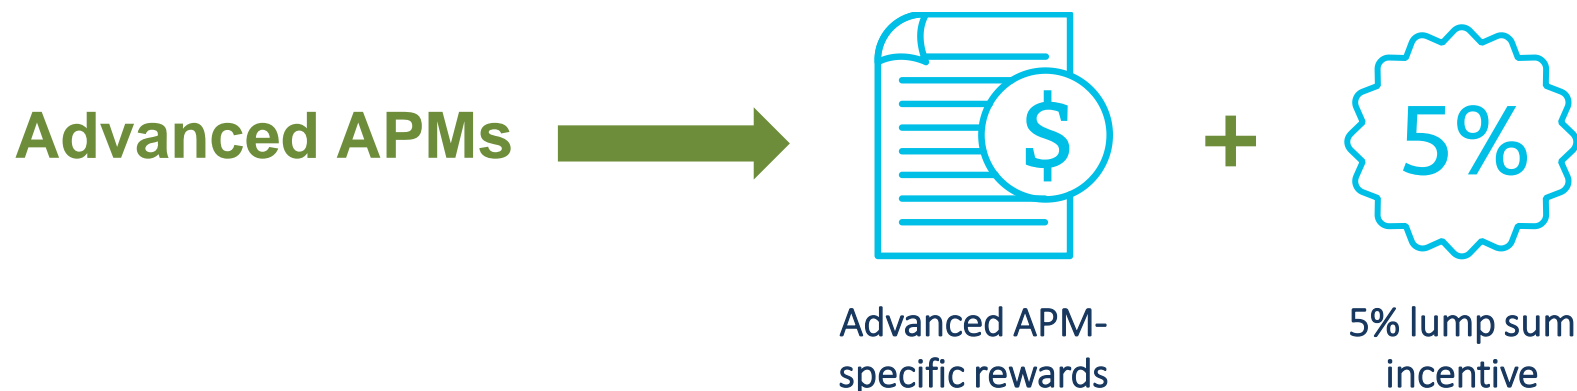 Advanced APMs
$
+
5%
Advanced APM-
specific rewards
5% lump sum
incentive